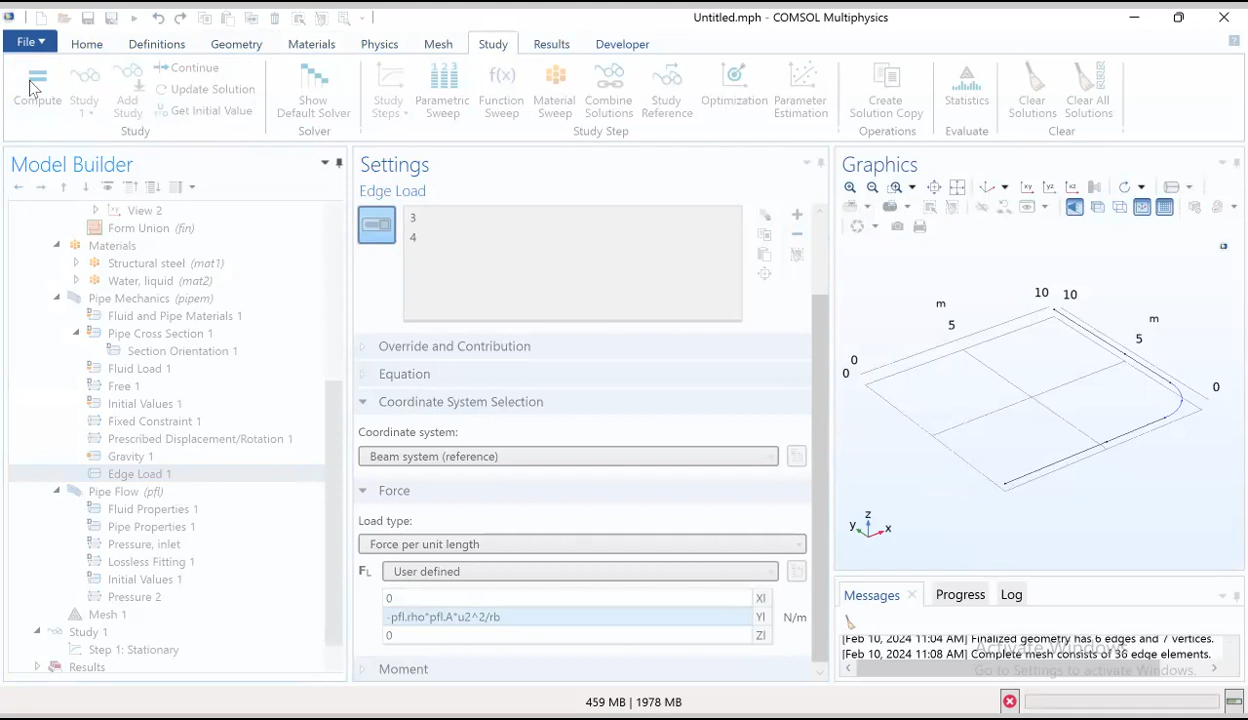 Untitled.mph - COMSOL Multiphysics
File Home Definitions Geometry Materials Physics Mesh Study Results Developer
Compute
Study 1
Add Study
Continue
Update Solution
Get Initial Value
Study
Show Default Solver
Solver
Study Steps
Parametric Sweep
Function Sweep
Material Sweep
Combine Solutions
Study Reference
Optimization
Parameter Estimation
Study Step
Create Solution Copy
Operations
Statistics
Evaluate
Clear Solutions
Clear All Solutions
Clear
Model Builder
View 2
Form Union (fin)
Materials
Structural steel (mat1)
Water, liquid (mat2)
Pipe Mechanics (pipem)
Fluid and Pipe Materials 1
Pipe Cross Section 1
Section Orientation 1
Fluid Load 1
Free 1
Initial Values 1
Fixed Constraint 1
Prescribed Displacement/Rotation 1
Gravity 1
Edge Load 1
Pipe Flow (pfl)
Fluid Properties 1
Pipe Properties 1
Pressure, inlet
Lossless Fitting 1
Initial Values 1
Pressure 2
Mesh 1
Study 1
Step 1: Stationary
Results
Settings
Edge Load
3
4
Override and Contribution
Equation
Coordinate System Selection
Coordinate system:
Beam system (reference)
Force
Load type:
Force per unit length
FL User defined
0 xl
-pfl.rho*pfl.A*u2^2/rb yl N/m
0 zl
Moment
Graphics
xy yz xz
10 10
m
5
m
5
0
0
0
z
y x
Messages Progress Log
[Feb 10, 2024 11:04 AM] Finalized geometry has 6 edges and 7 vertices.
[Feb 10, 2024 11:08 AM] Complete mesh consists of 36 edge elements.
Activate Windows
Go to Settings to activate Windows.
459 MB | 1978 MB